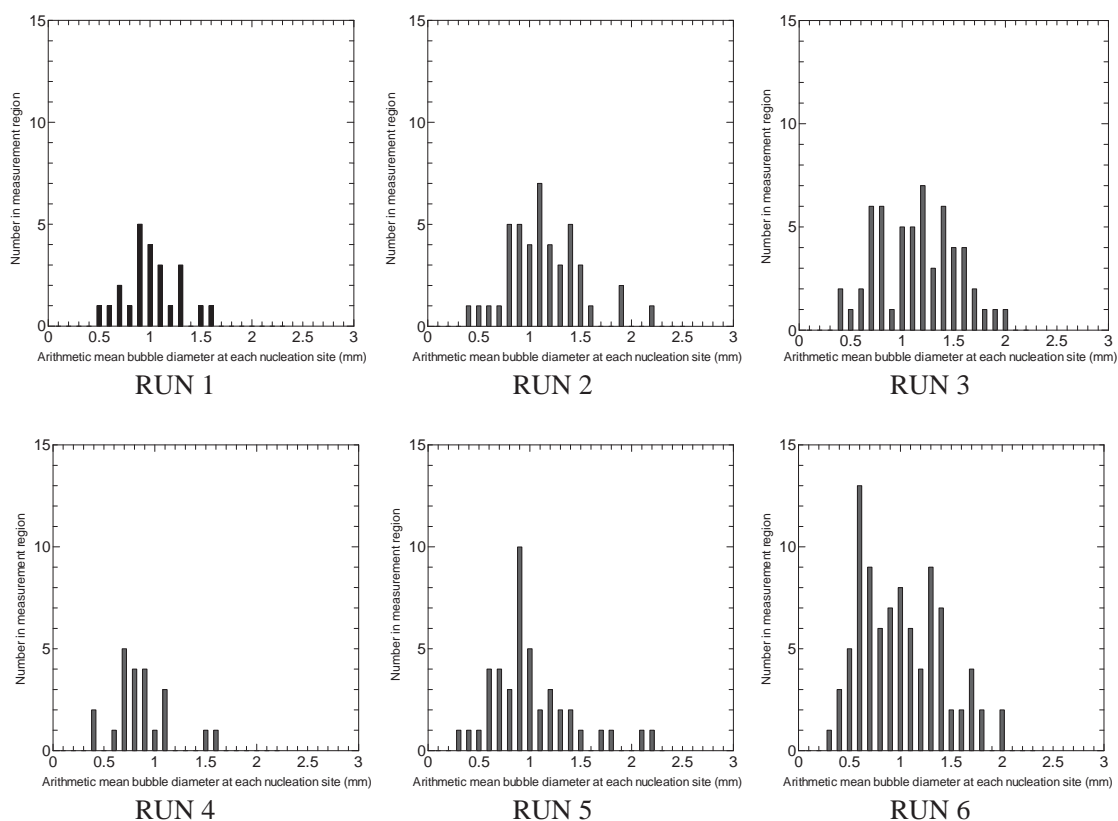 15
10
5
0
Number in measurement region
0 0.5 1 1.5 2 2.5 3
Arithmetic mean bubble diameter at each nucleation site (mm)
RUN 1
15
10
5
0
Number in measurement region
0 0.5 1 1.5 2 2.5 3
Arithmetic mean bubble diameter at each nucleation site (mm)
RUN 2
15
10
5
0
Number in measurement region
0 0.5 1 1.5 2 2.5 3
Arithmetic mean bubble diameter at each nucleation site (mm)
RUN 3
15
10
5
0
Number in measurement region
0 0.5 1 1.5 2 2.5 3
Arithmetic mean bubble diameter at each nucleation site (mm)
RUN 4
15
10
5
0
Number in measurement region
0 0.5 1 1.5 2 2.5 3
Arithmetic mean bubble diameter at each nucleation site (mm)
RUN 5
15
10
5
0
Number in measurement region
0 0.5 1 1.5 2 2.5 3
Arithmetic mean bubble diameter at each nucleation site (mm)
RUN 6